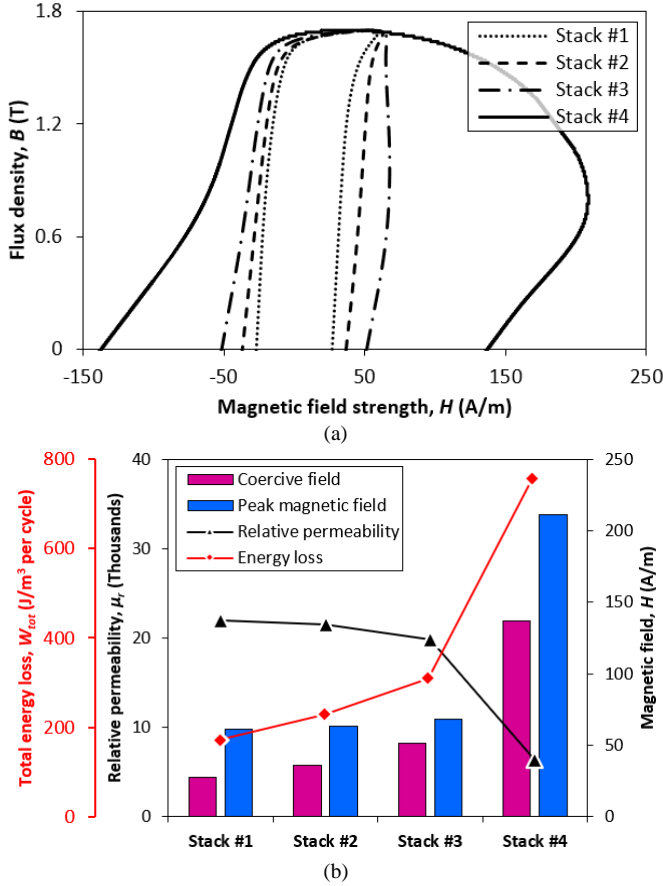 1.8
1.2
0.6
0
Flux density, B (T)
Stack #1
Stack #2
Stack #3
Stack #4
-150 -50 50 150 250
Magnetic field strength, H (A/m)
(a)
800
600
400
200
0
Total energy loss, Wtot (J/m³ per cycle)
40
30
20
10
0
Relative permeability, μr (Thousands)
Coercive field
Peak magnetic field
Relative permeability
Energy loss
250
200
150
100
50
0
Magnetic field, H (A/m)
Stack #1 Stack #2 Stack #3 Stack #4
(b)